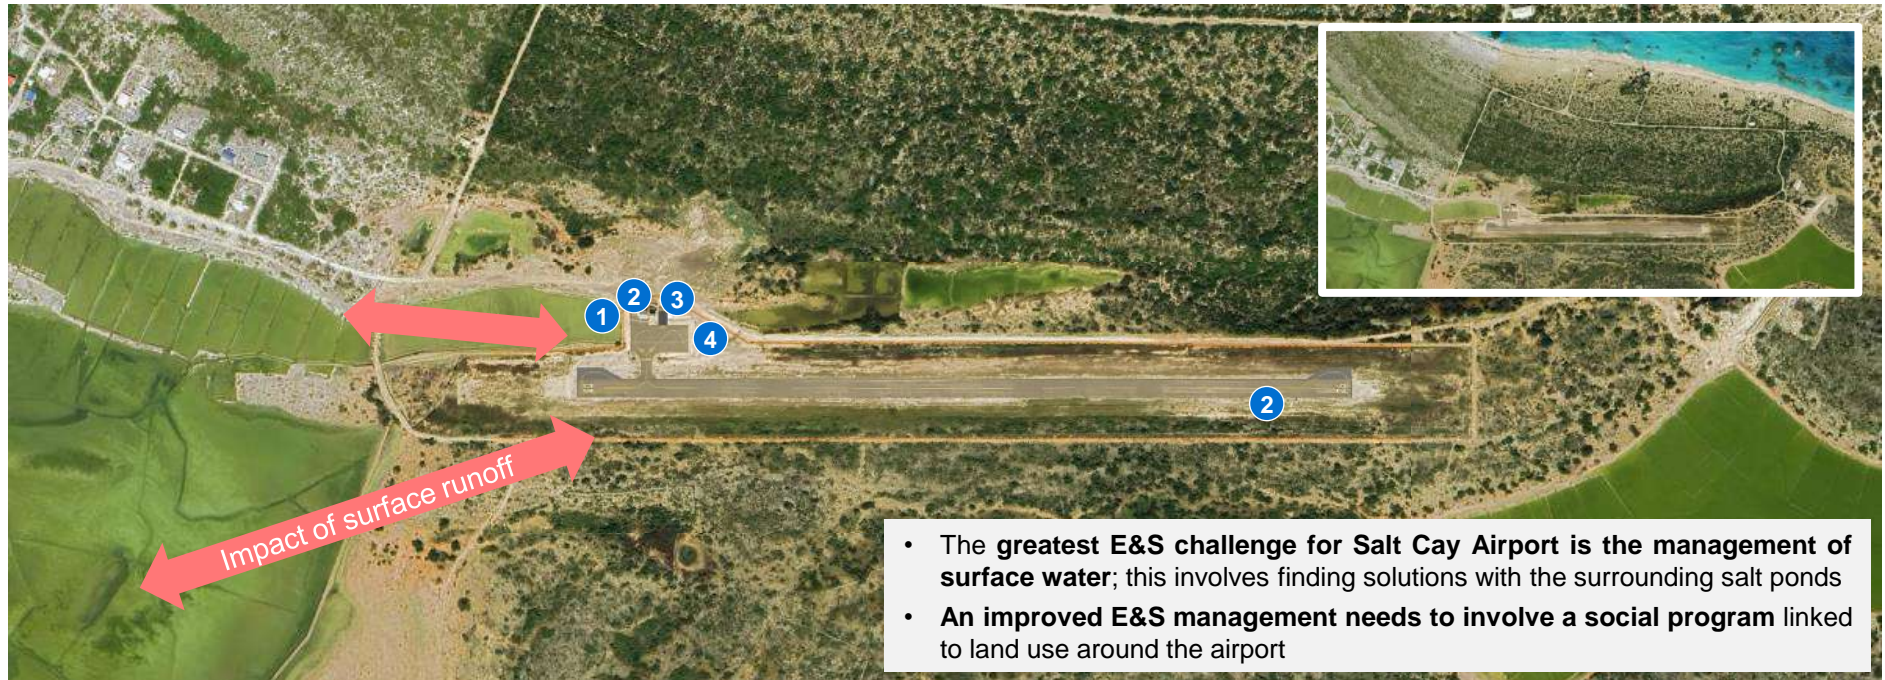 2
3
1
4
2
Impact of surface runoff
• The greatest E&S challenge for Salt Cay Airport is the management of
surface water; this involves finding solutions with the surrounding salt ponds
• An improved E&S management needs to involve a social program linked
to land use around the airport